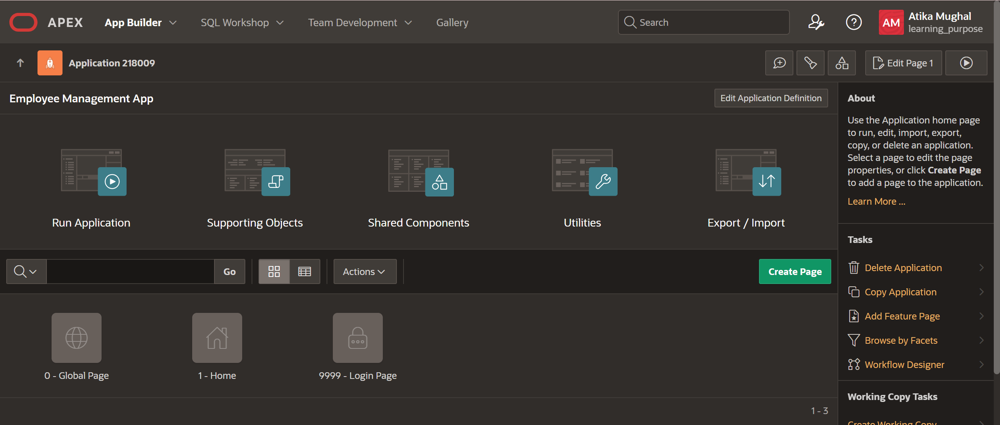 APEX
App Builder
SQL Workshop
Team Development
Gallery
Search
AM
Atika Mughal
learning_purpose
Application 218009
Edit Page 1
Employee Management App
Edit Application Definition
Run Application
Supporting Objects
Shared Components
Utilities
Export / Import
Go
Actions
Create Page
0 - Global Page
1 - Home
9999 - Login Page
1 - 3
About
Use the Application home page
to run, edit, import, export,
copy, or delete an application.
Select a page to edit the page
properties, or click Create Page
to add a page to the application.
Learn More ...
Tasks
Delete Application
Copy Application
Add Feature Page
Browse by Facets
Workflow Designer
Working Copy Tasks
Create Working Copy